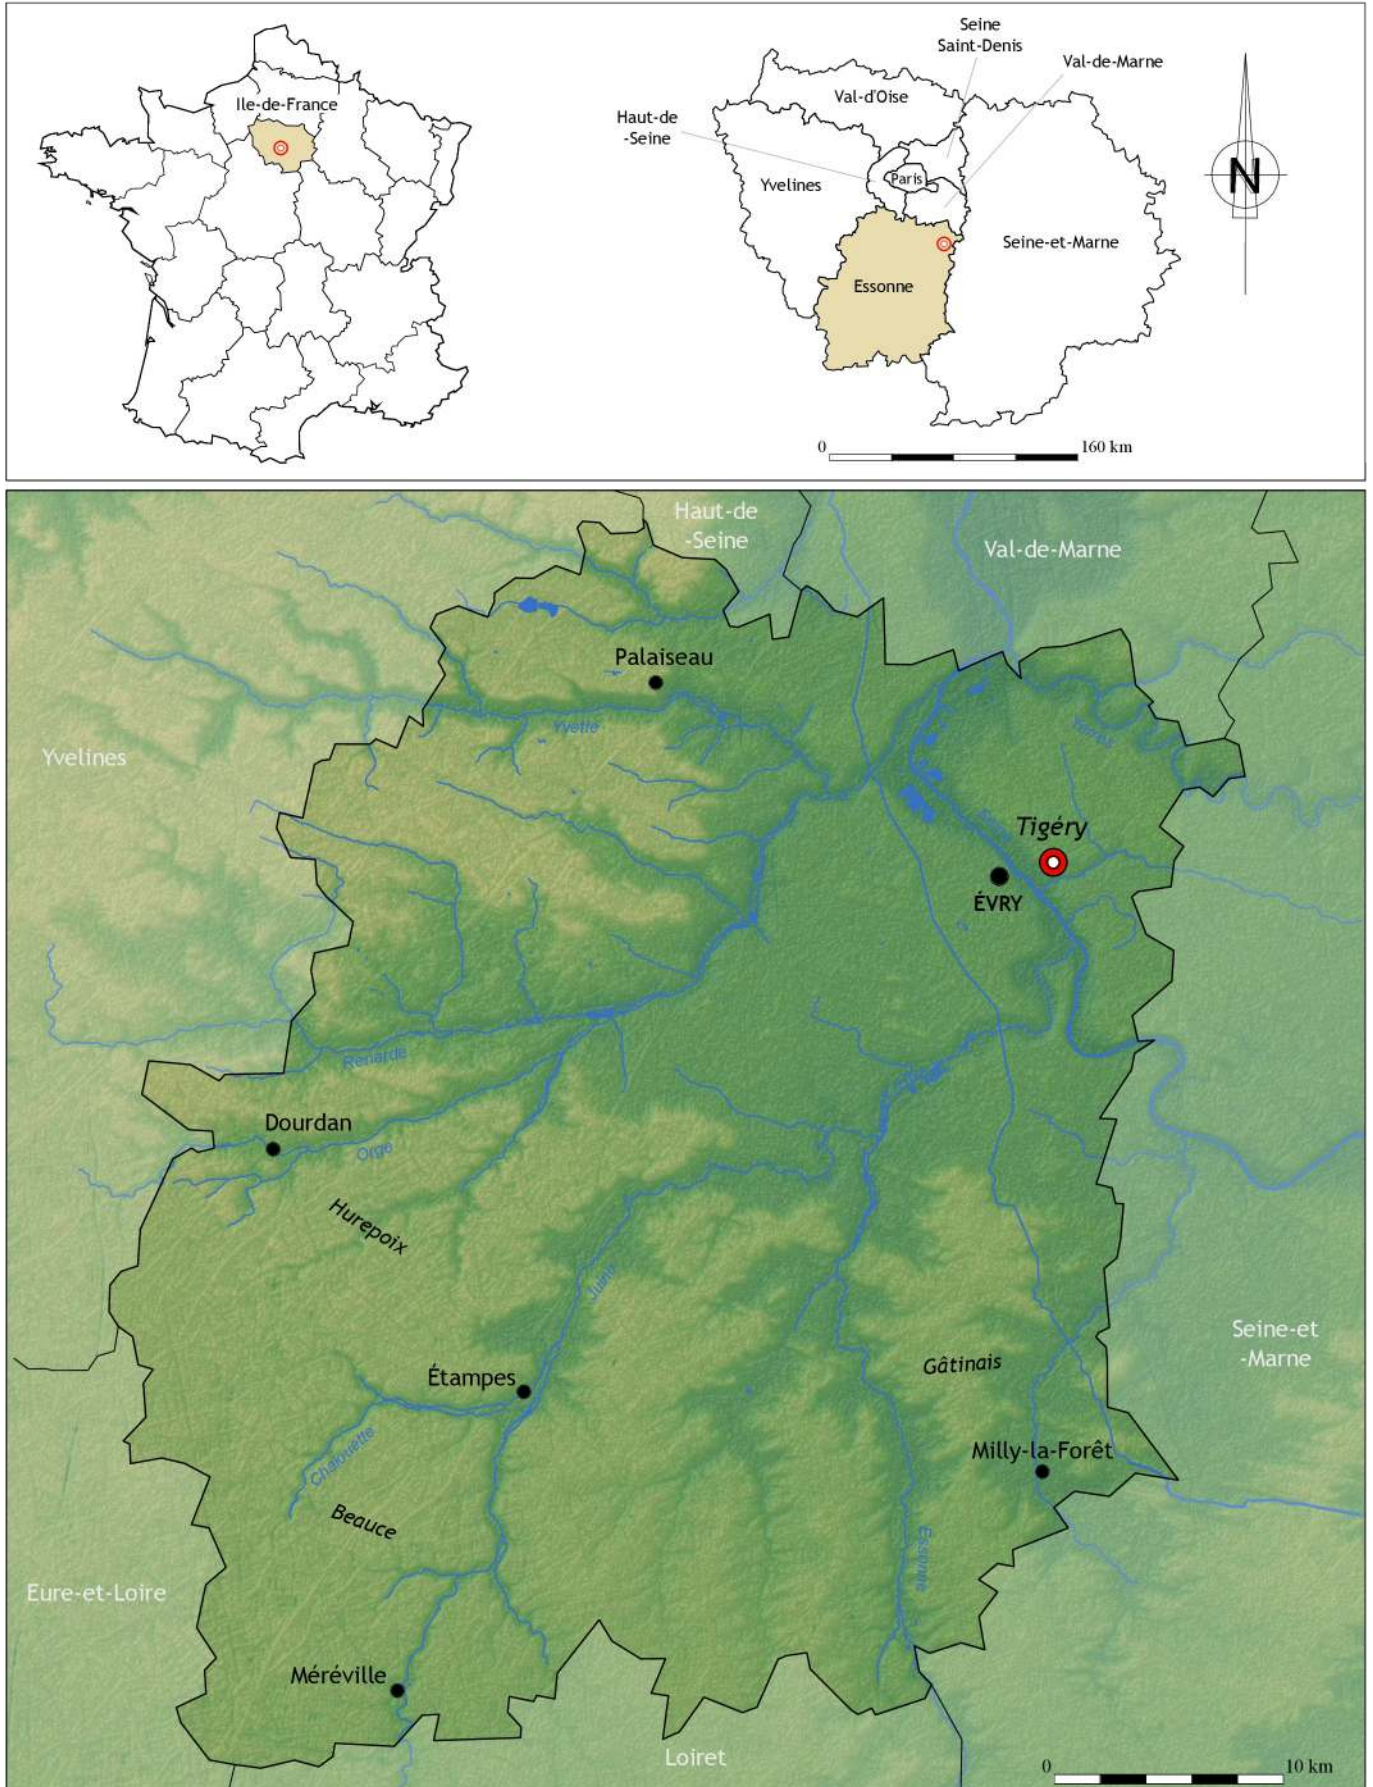 Ile-de-France
Seine
Saint-Denis
Val-de-Marne
Val-d'Oise
Haut-de
-Seine
Paris
Yvelines
Seine-et-Marne
Essonne
N
0 160 km
Haut-de
-Seine
Val-de-Marne
Palaiseau
Yvette
Yerres
Yvelines
Seine
Tigéry
ÉVRY
Renarde
Dourdan
Orge
Hurepoix
Juine
Seine-et
-Marne
Gâtinais
Étampes
Chalouette
Milly-la-Forêt
Beauce
Essonne
Eure-et-Loire
Méréville
Loiret
0 10 km